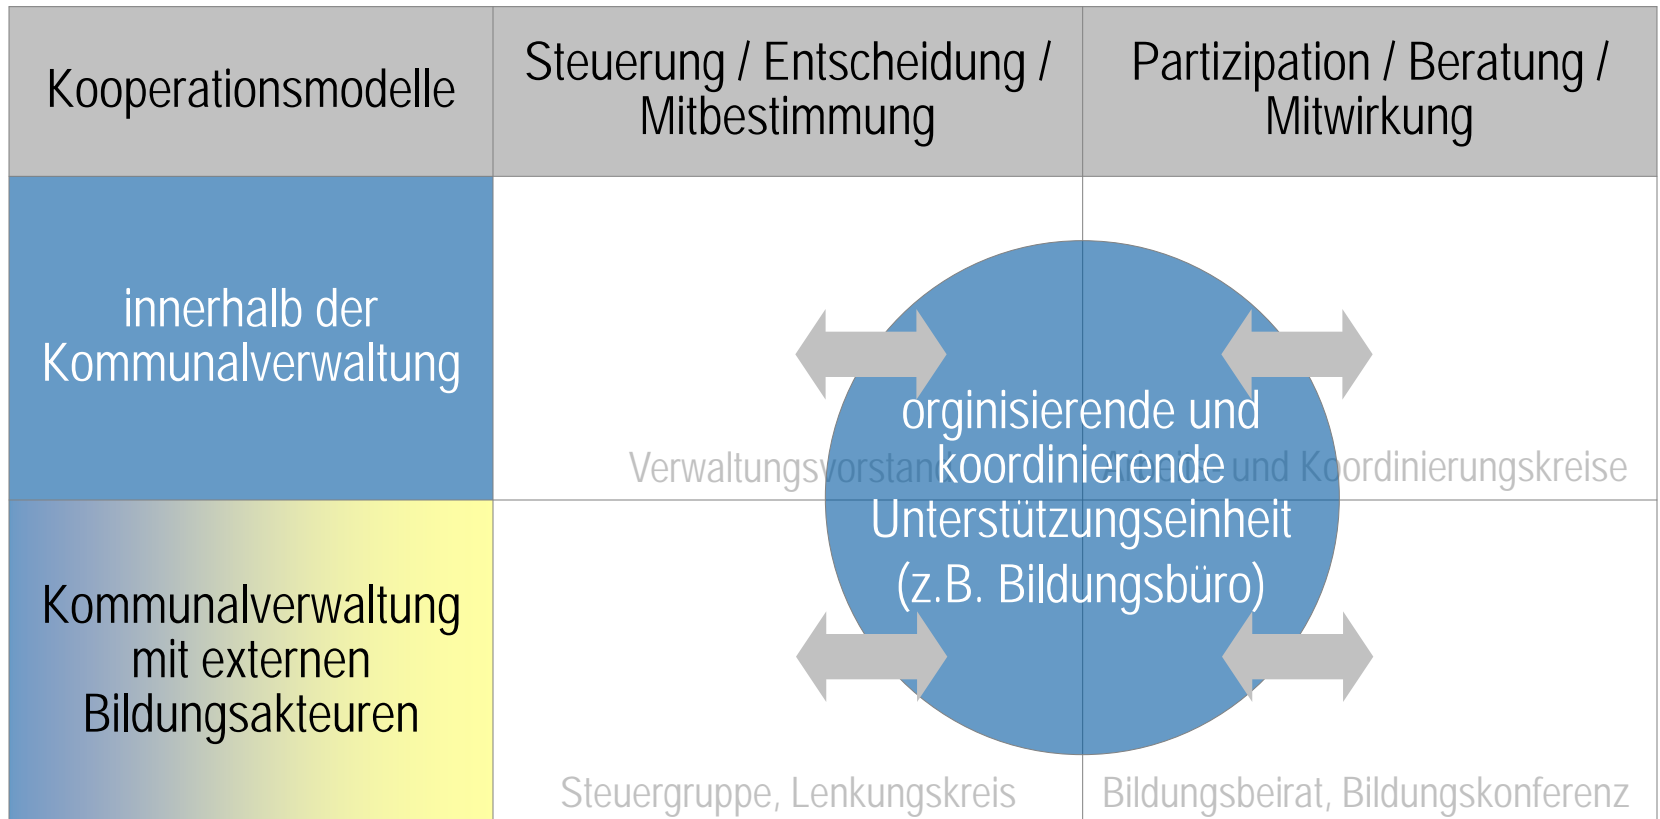 Kooperationsmodelle
Steuerung / Entscheidung /
Mitbestimmung
Partizipation / Beratung /
Mitwirkung
innerhalb der
Kommunalverwaltung
Verwaltungsvorstand
Arbeits- und Koordinierungskreise
orginisierende und
koordinierende
Unterstützungseinheit
(z.B. Bildungsbüro)
Kommunalverwaltung
mit externen
Bildungsakteuren
Steuergruppe, Lenkungskreis
Bildungsbeirat, Bildungskonferenz